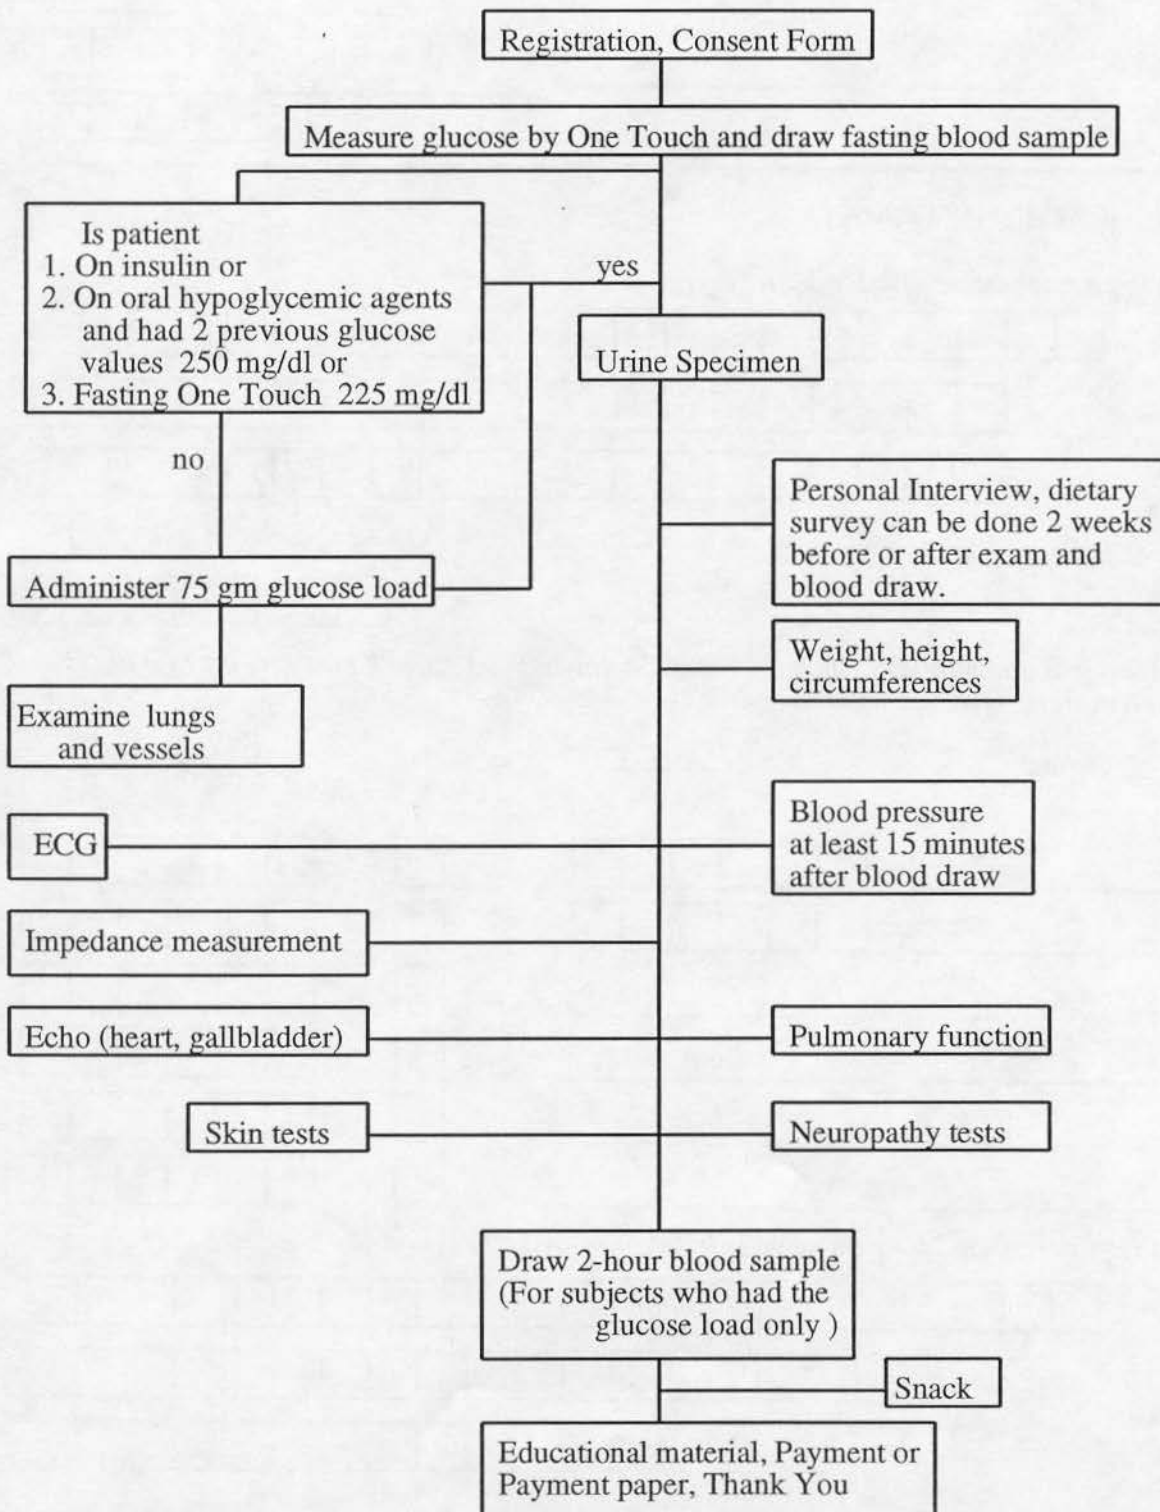 Registration, Consent Form
Measure glucose by One Touch and draw fasting blood sample
Is patient
1. On insulin or
2. On oral hypoglycemic agents
and had 2 previous glucose
values 250 mg/dl or
3. Fasting One Touch 225 mg/dl
yes
Urine Specimen
no
Personal Interview, dietary
survey can be done 2 weeks
before or after exam and
blood draw.
Administer 75 gm glucose load
Weight, height,
circumferences
Examine lungs
and vessels
Blood pressure
at least 15 minutes
after blood draw
ECG
Impedance measurement
Echo (heart, gallbladder)
Pulmonary function
Skin tests
Neuropathy tests
Draw 2-hour blood sample
(For subjects who had the
glucose load only )
Snack
Educational material, Payment or
Payment paper, Thank You